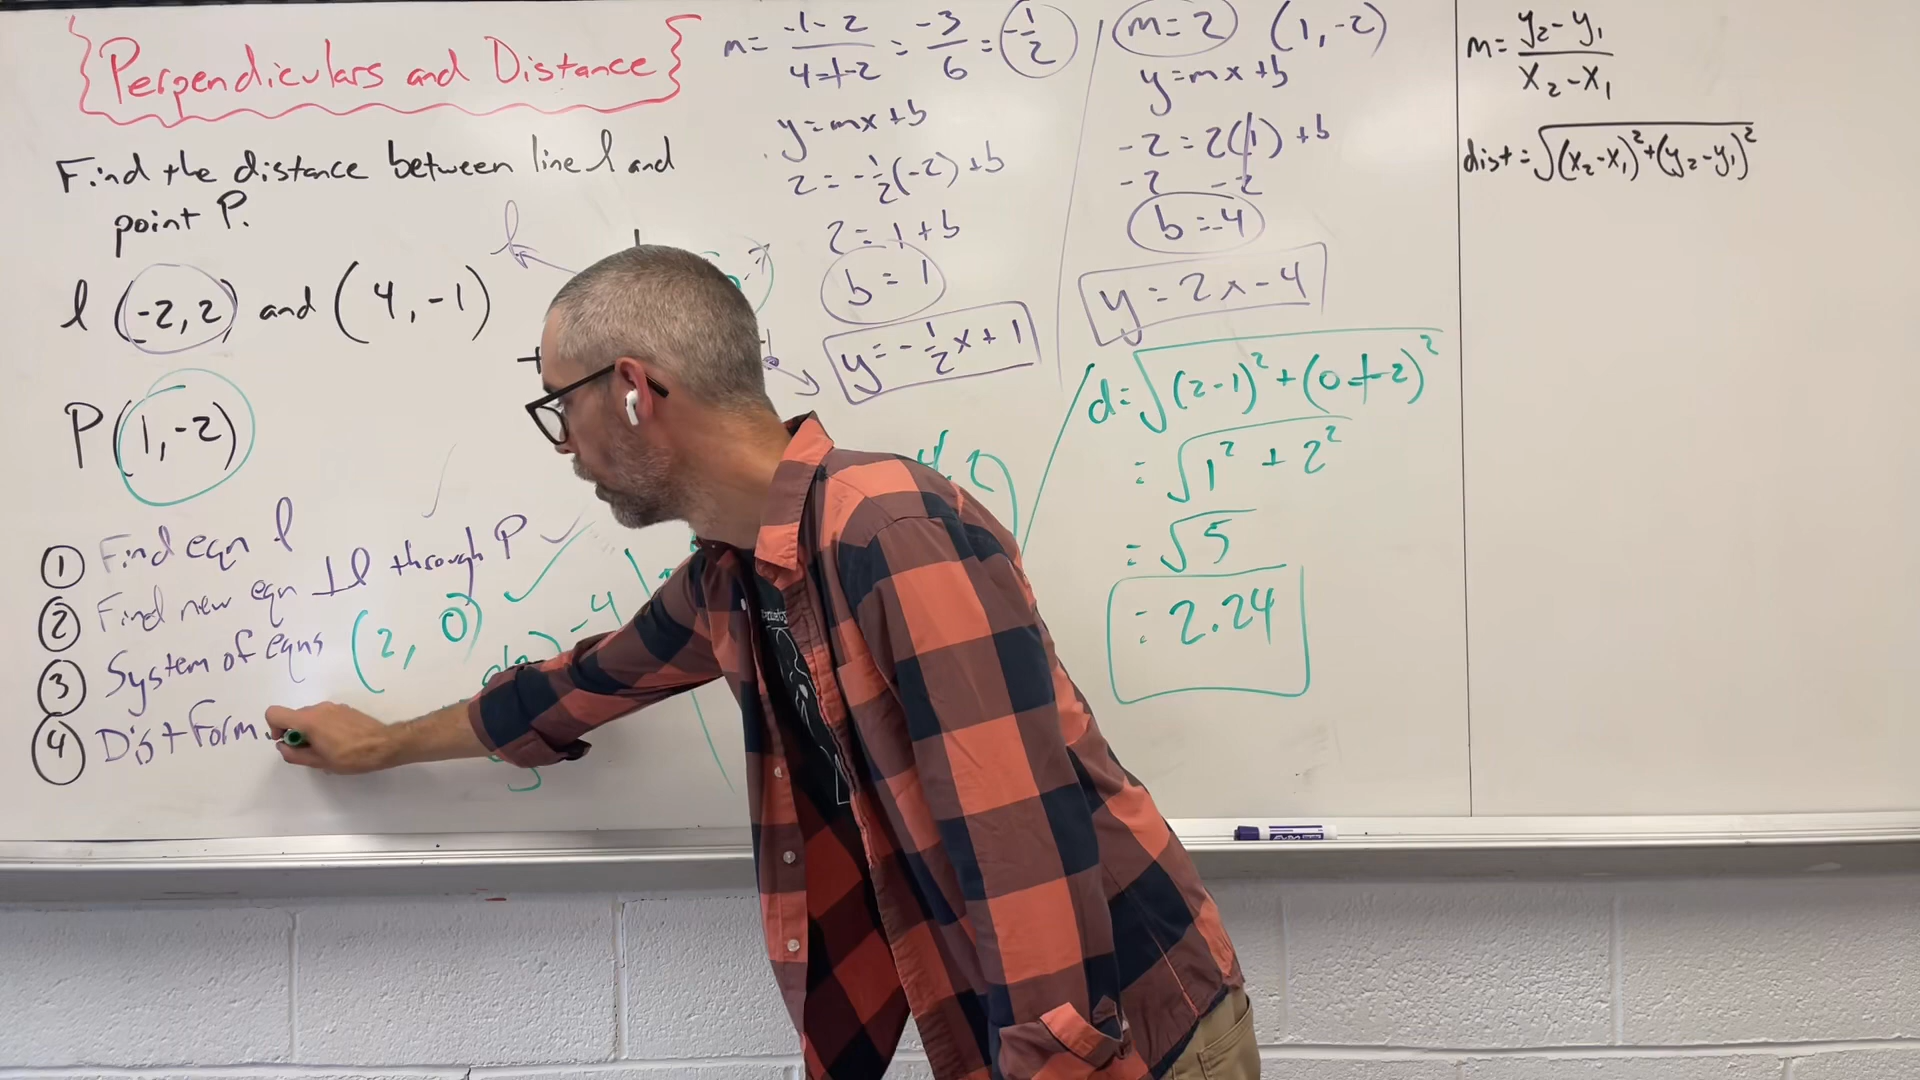 Perpendiculars and Distance
Find the distance between line l and
point P.
l (-2, 2) and (4, -1)
P(1, -2)
① Find eqn l
② Find new eqn ⊥ l through P
③ System of eqns (2, 0)
④ Dist Form.
l
-4
m = -1-2 / 4+-2 = -3/6 = -1/2
y = mx + b
2 = -1/2(-2) + b
2 = 1 + b
b = 1
y = -1/2x + 1
m = 2 (1, -2)
y = mx + b
-2 = 2(1) + b
-2 -2
b = -4
y = 2x - 4
d = √(2-1)² + (0+-2)²
= √1² + 2²
= √5
= 2.24
m = y₂ - y₁ / x₂ - x₁
dist = √(x₂-x₁)² + (y₂-y₁)²